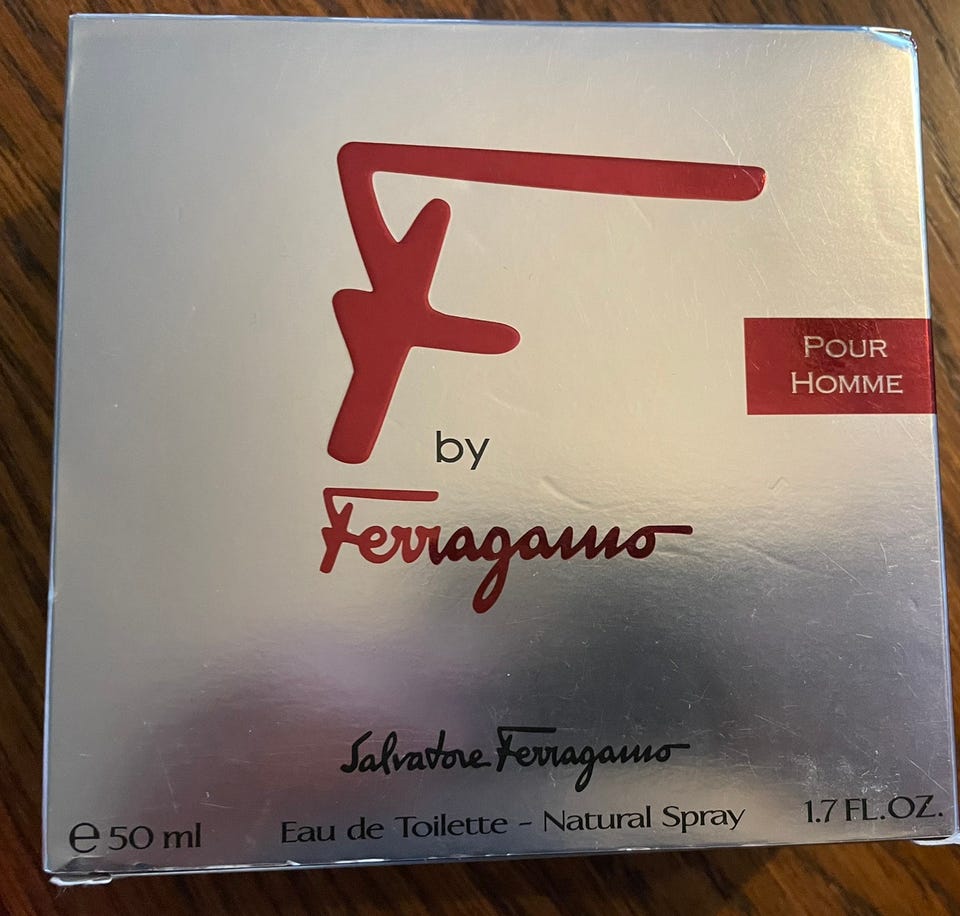 F
POUR
HOMME
by
Ferragamo
Salvatore Ferragamo
℮ 50 ml Eau de Toilette - Natural Spray 1.7 FL.OZ.